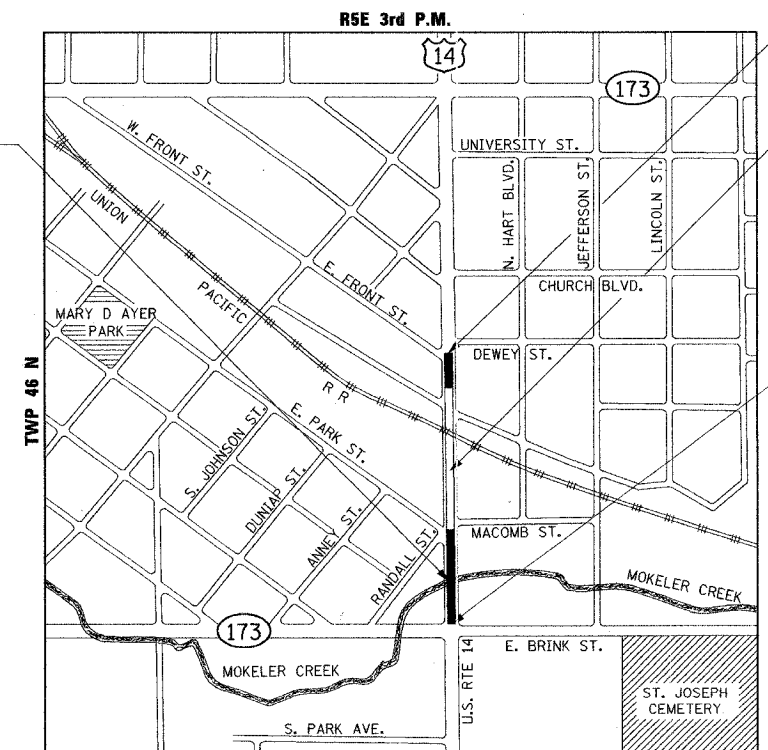 R5E 3rd P.M.
14
173
W. FRONT ST.
UNIVERSITY ST.
N. HART BLVD.
JEFFERSON ST.
LINCOLN ST.
UNION
PACIFIC
R R
E. FRONT ST.
CHURCH BLVD.
MARY D AYER
PARK
DEWEY ST.
TWP 46 N
E. PARK ST.
S. JOHNSON ST.
DUNLAP ST.
ANNEY ST.
RANDALL ST.
MACOMB ST.
MOKELER CREEK
173
MOKELER CREEK
U.S. RTE 14
E. BRINK ST.
ST. JOSEPH
CEMETERY
S. PARK AVE.